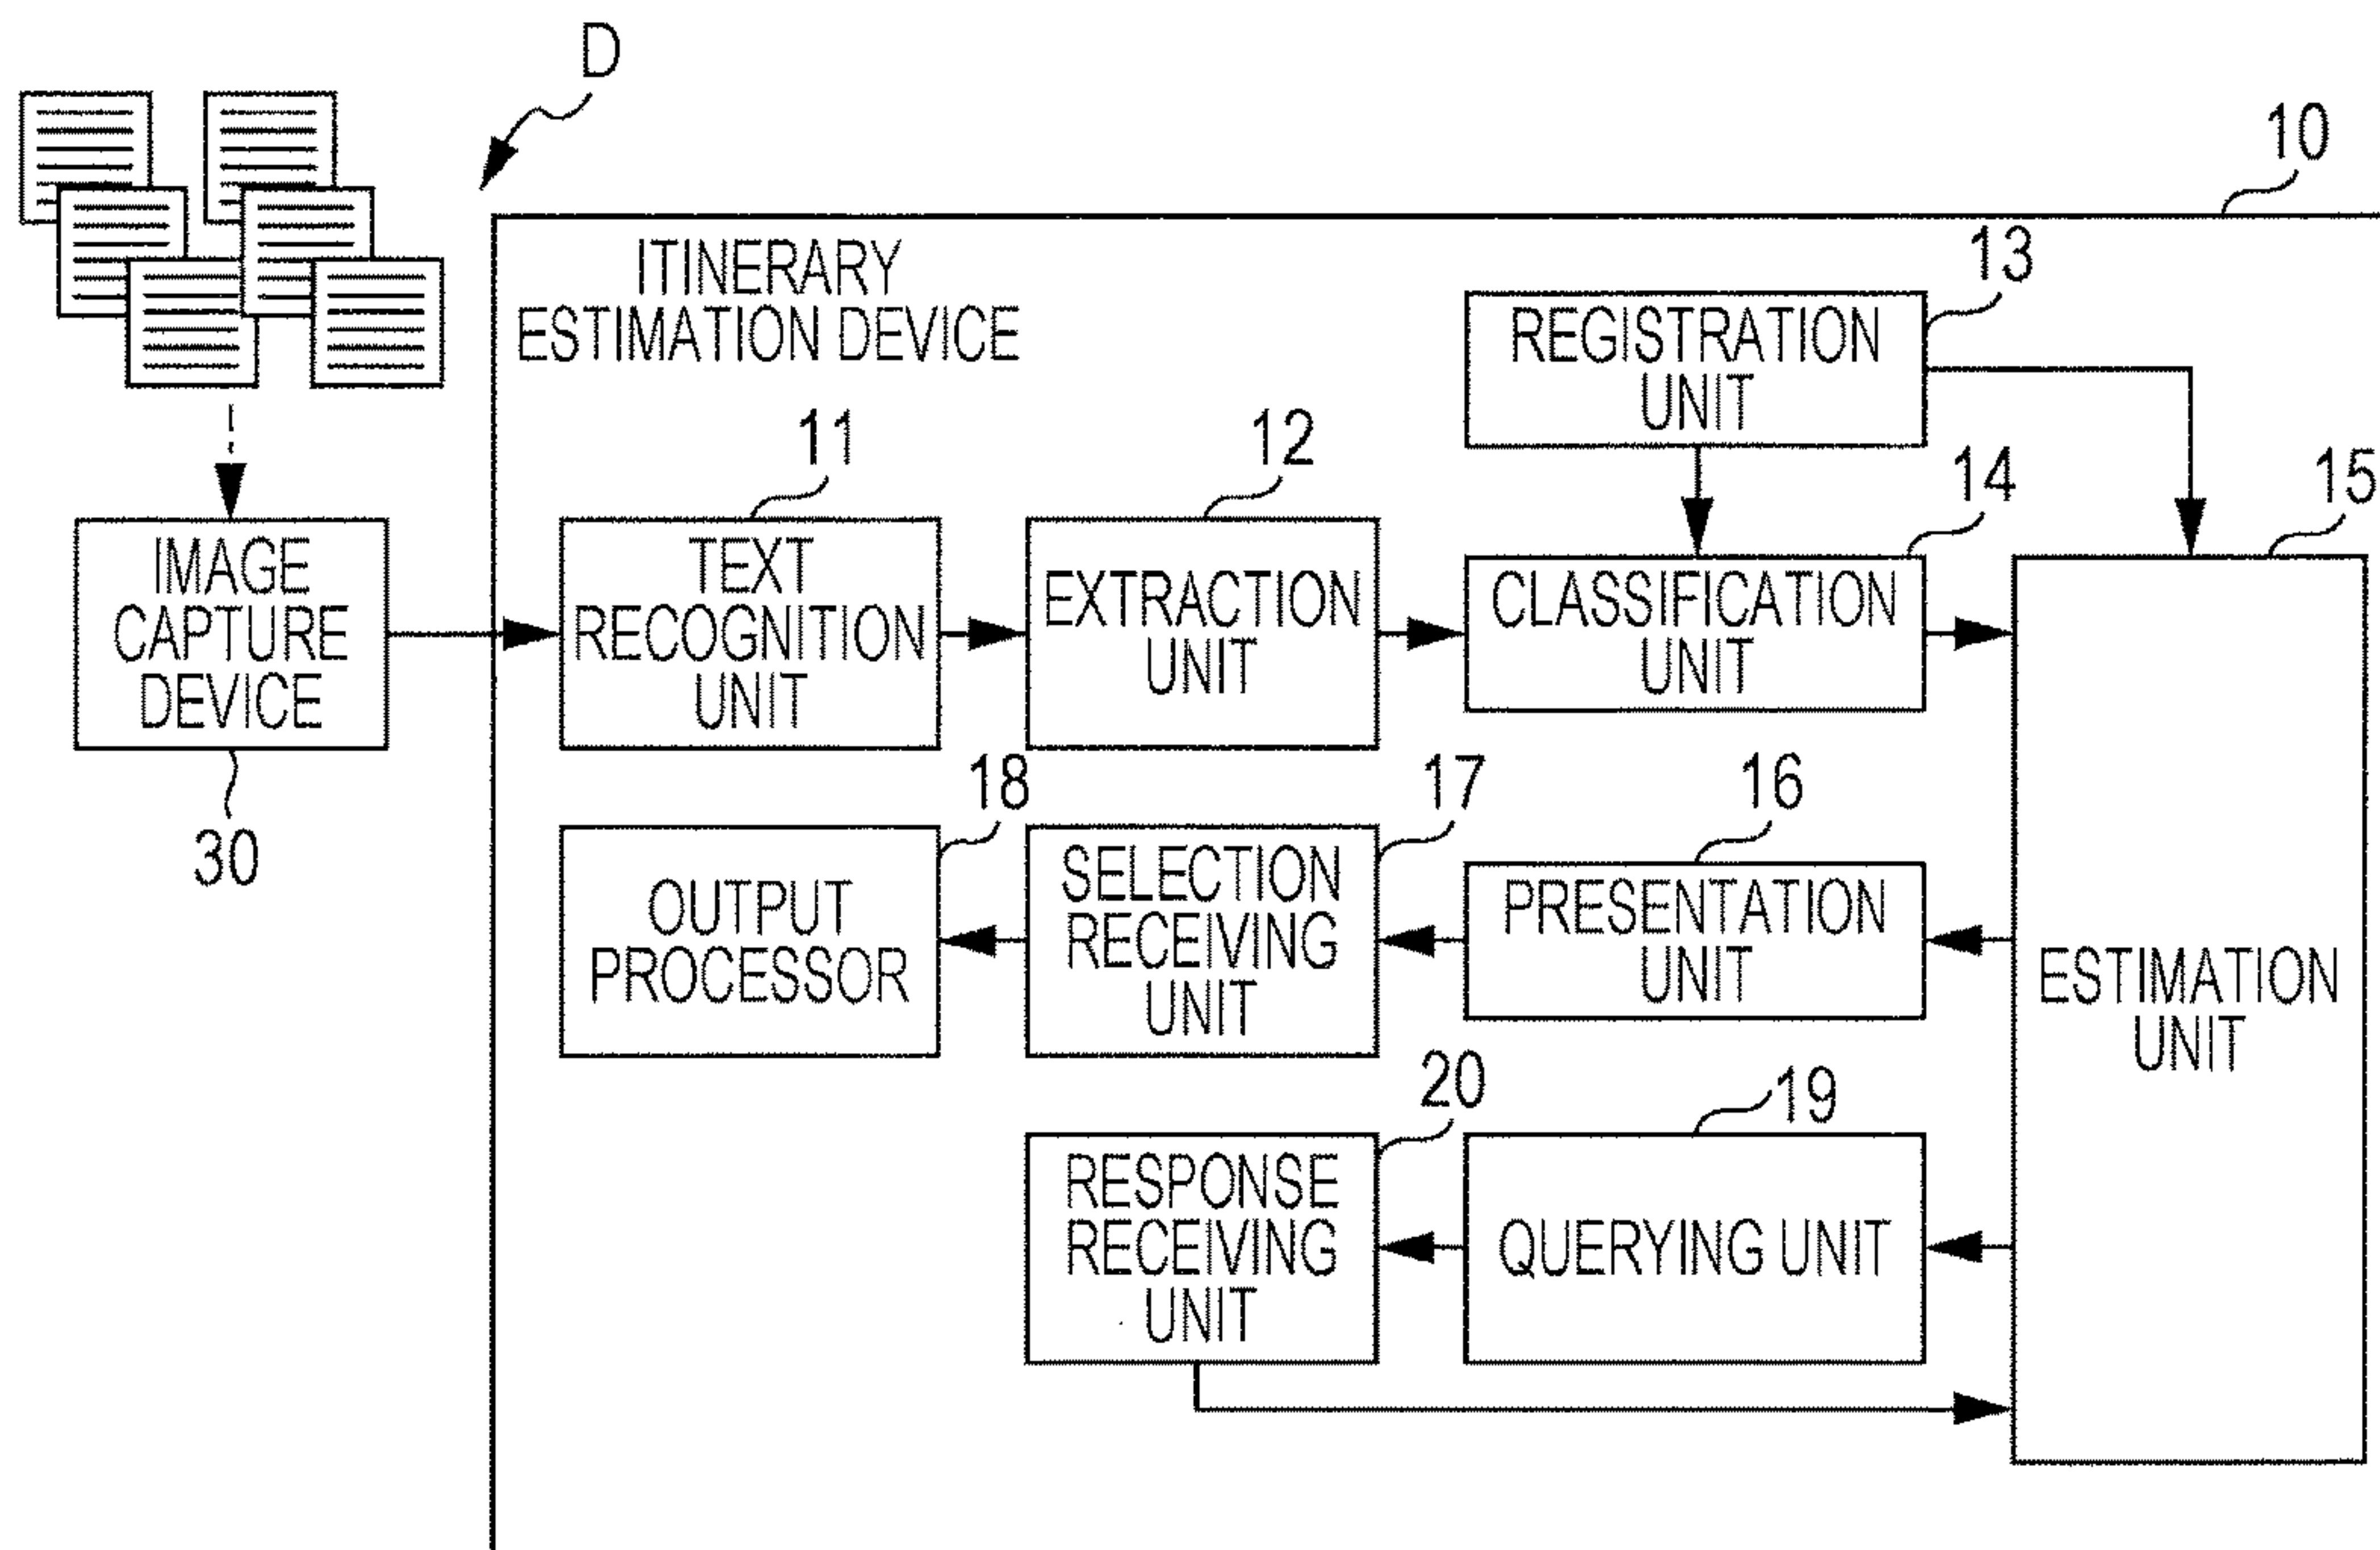 D
10
ITINERARY
ESTIMATION DEVICE
13
REGISTRATION
UNIT
11
12
14
15
IMAGE
CAPTURE
DEVICE
TEXT
RECOGNITION
UNIT
EXTRACTION
UNIT
CLASSIFICATION
UNIT
30
18
17
16
OUTPUT
PROCESSOR
SELECTION
RECEIVING
UNIT
PRESENTATION
UNIT
ESTIMATION
UNIT
20
19
RESPONSE
RECEIVING
UNIT
QUERYING UNIT